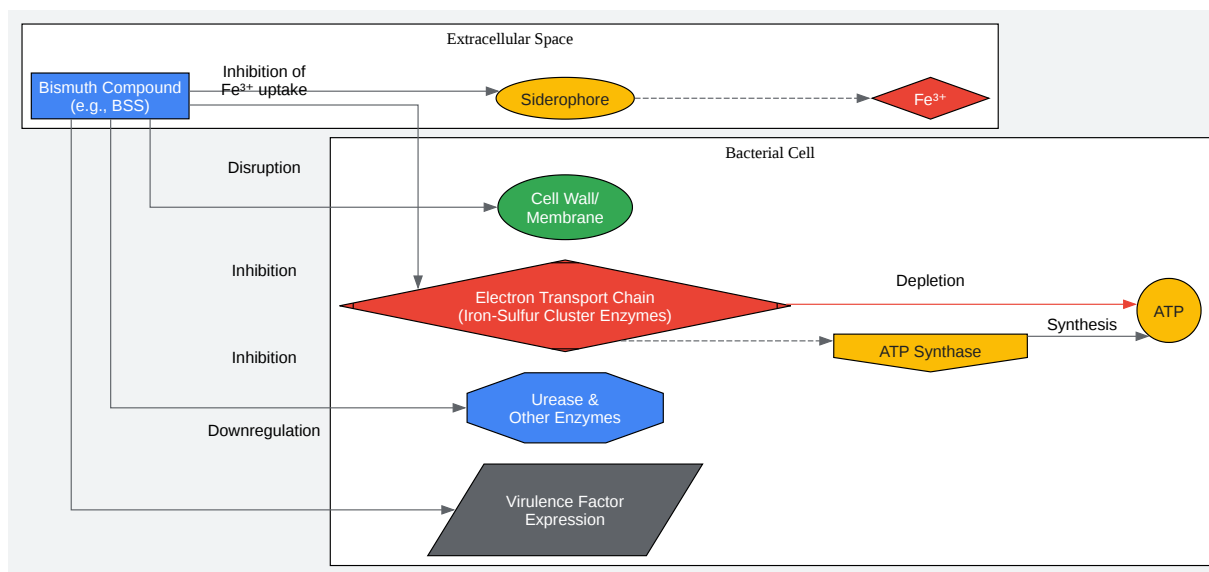 Extracellular Space
Inhibition of
Fe³⁺ uptake
Bismuth Compound
(e.g., BSS)
Siderophore
Fe³⁺
Bacterial Cell
Disruption
Cell Wall/
Membrane
Inhibition
Electron Transport Chain
(Iron-Sulfur Cluster Enzymes)
Depletion
ATP
Synthesis
ATP Synthase
Inhibition
Urease &
Other Enzymes
Downregulation
Virulence Factor
Expression